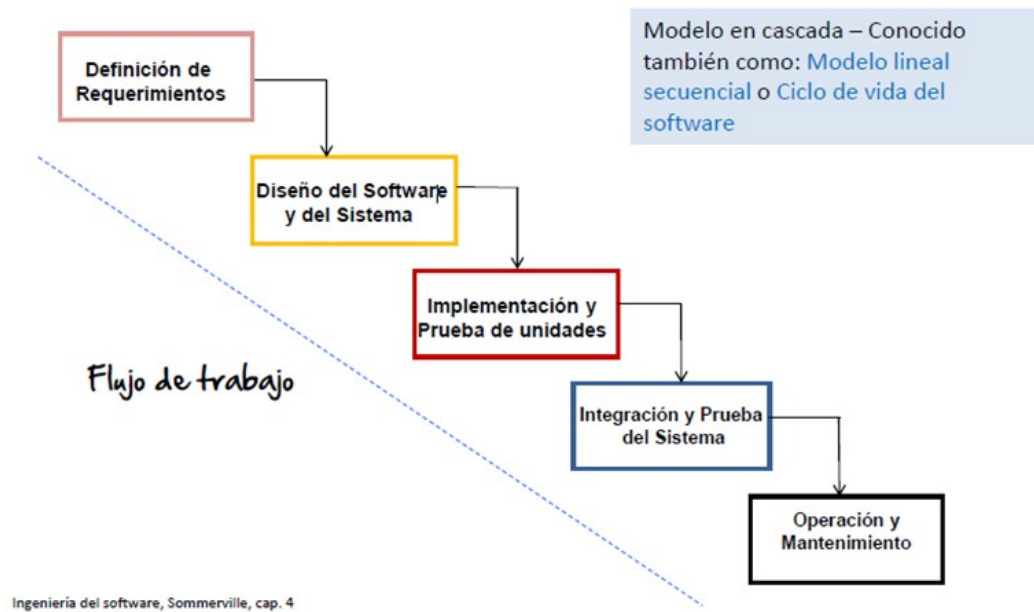 Modelo en cascada – Conocido
también como: Modelo lineal
secuencial o Ciclo de vida del
software
Definición de
Requerimientos
Diseño del Software
y del Sistema
Implementación y
Prueba de unidades
Flujo de trabajo
Integración y Prueba
del Sistema
Operación y
Mantenimiento
Ingeniería del software, Sommerville, cap. 4